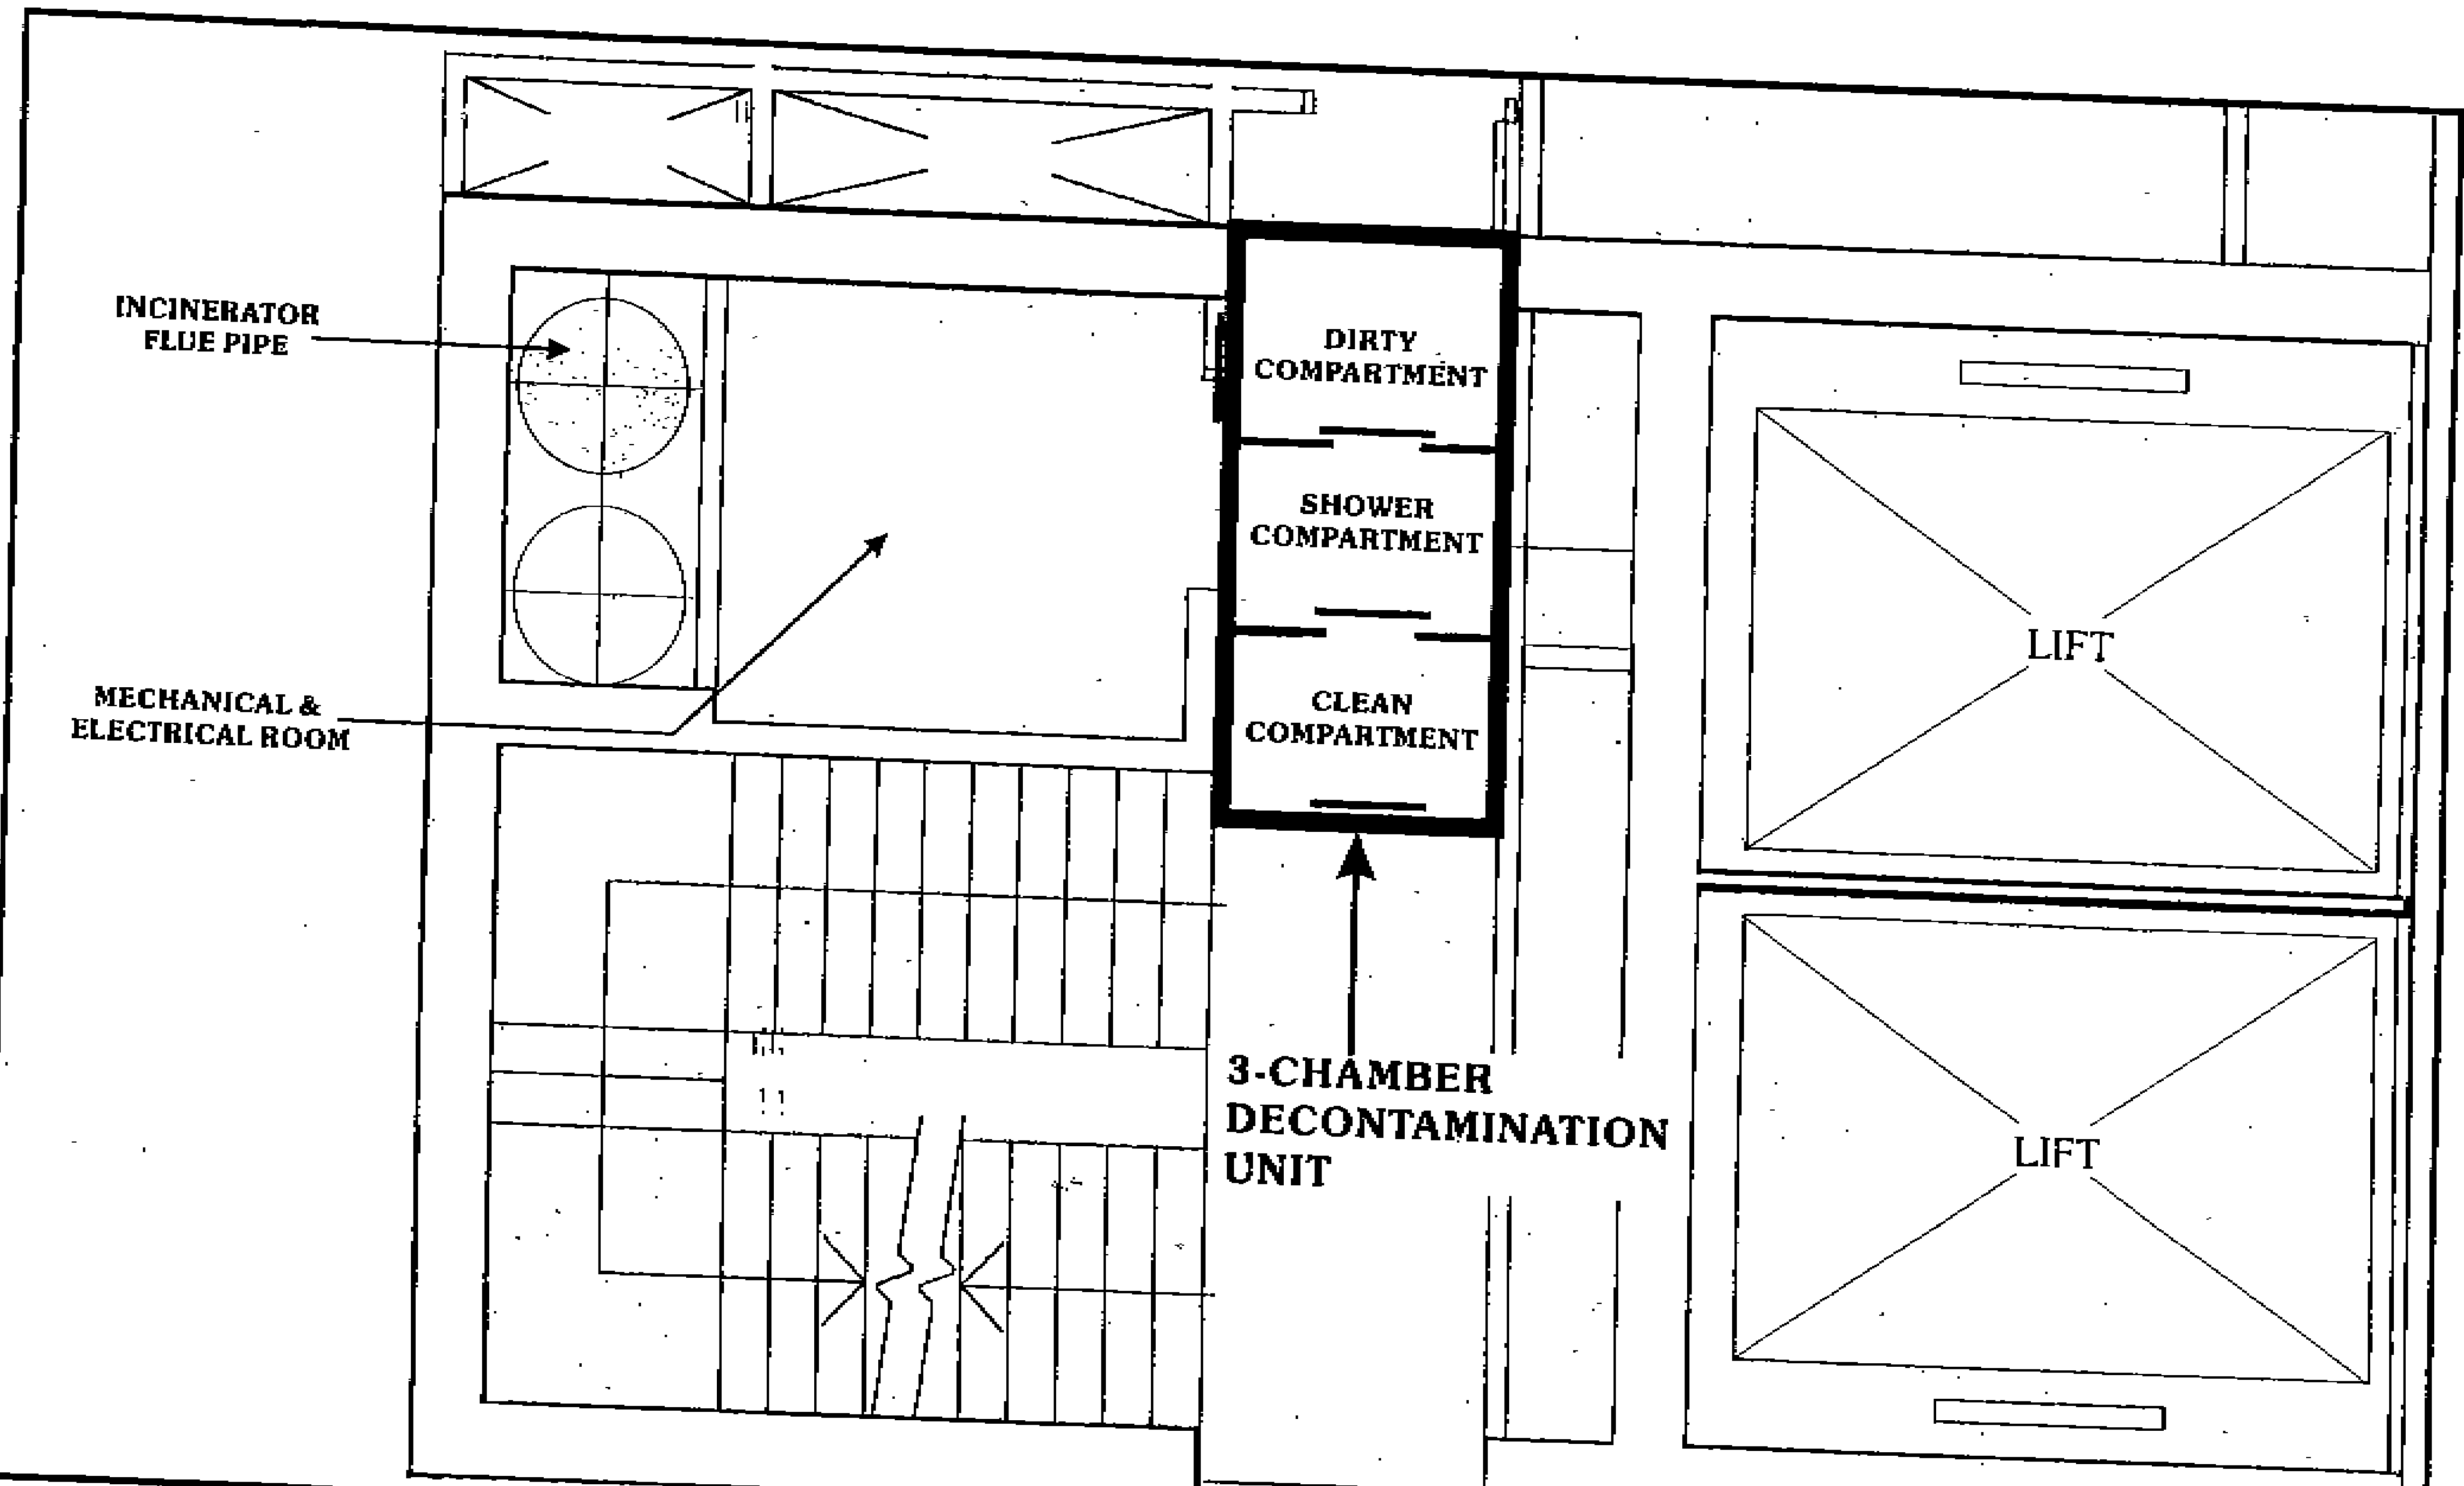 INCINERATOR
FLUE PIPE
DIRTY
COMPARTMENT
SHOWER
COMPARTMENT
LIFT
MECHANICAL &
ELECTRICAL ROOM
CLEAN
COMPARTMENT
3-CHAMBER
DECONTAMINATION
UNIT
LIFT